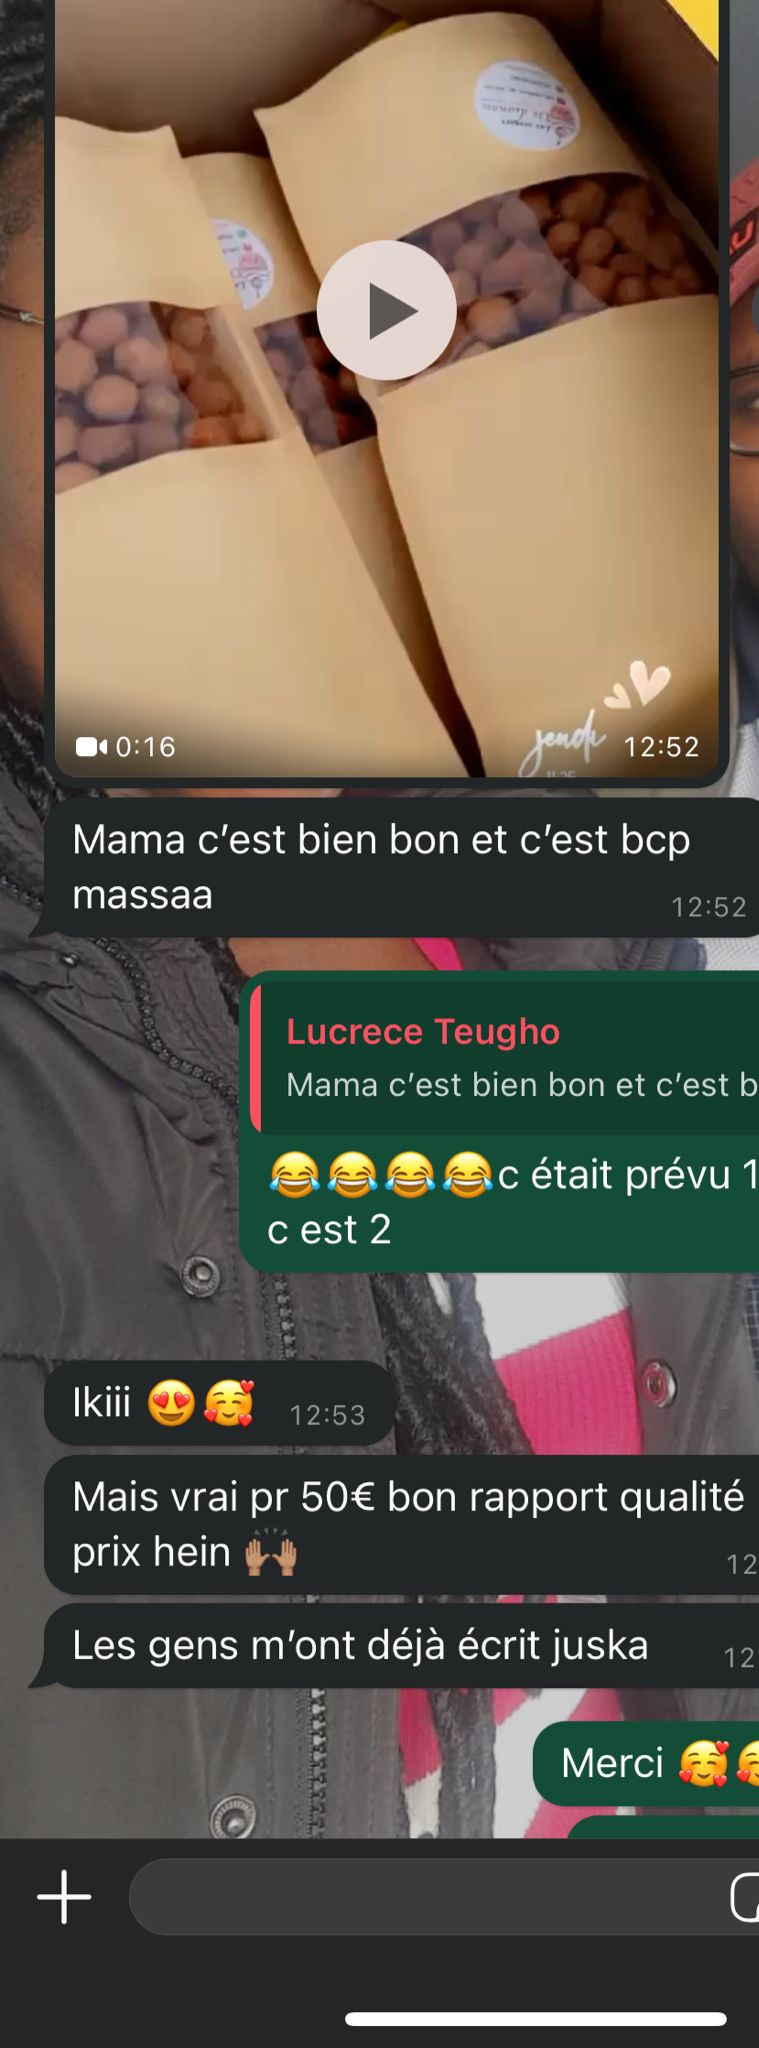 jeudi
0:16
12:52
Mama c’est bien bon et c’est bcp
massaa
12:52
Lucrece Teugho
Mama c’est bien bon et c’est b
😂😂😂😂c était prévu 1
c est 2
Ikiii 😍🥰
12:53
Mais vrai pr 50€ bon rapport qualité
prix hein 🙌🏽
12
Les gens m’ont déjà écrit juska
12
Merci 🥰🥰